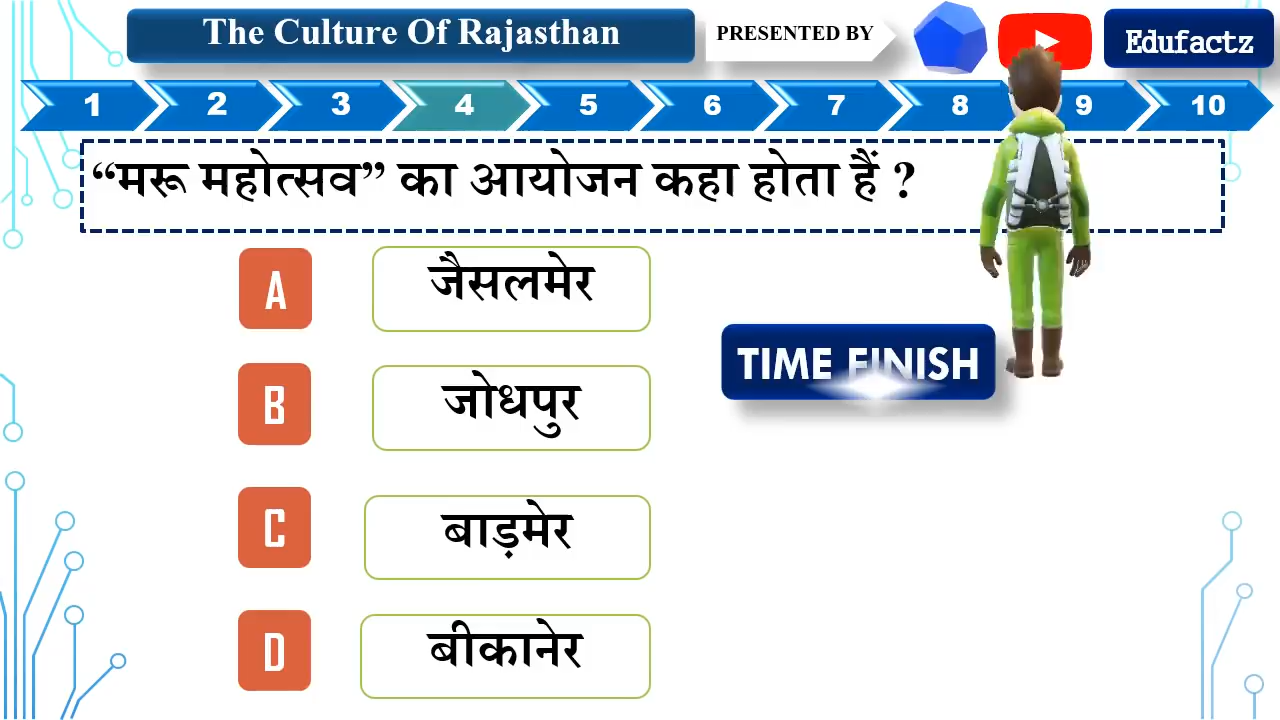 The Culture Of Rajasthan
PRESENTED BY
Edufactz
1 2 3 4 5 6 7 8 9 10
“मरू महोत्सव” का आयोजन कहा होता हैं ?
A जैसलमेर
TIME FINISH
B जोधपुर
C बाड़मेर
D बीकानेर